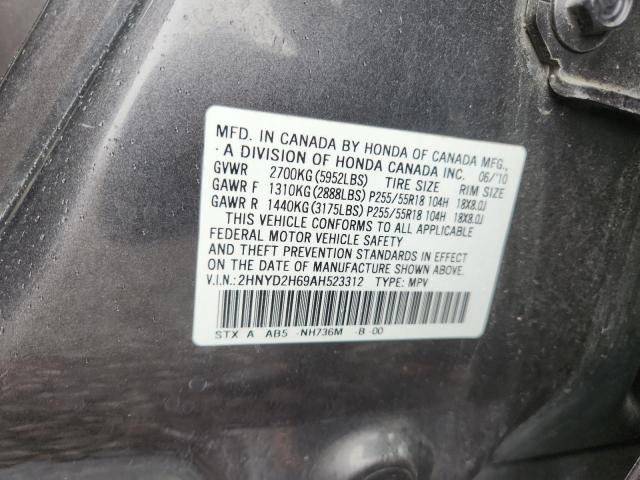 MFD. IN CANADA BY HONDA OF CANADA MFG.,
A DIVISION OF HONDA CANADA INC. 06/'10
GVWR 2700KG(5952LBS) TIRE SIZE RIM SIZE
GAWR F 1310KG(2888LBS) P255/55R18 104H 18X8.0J
GAWR R 1440KG(3175LBS) P255/55R18 104H 18X8.0J
THIS VEHICLE CONFORMS TO ALL APPLICABLE
FEDERAL MOTOR VEHICLE SAFETY
AND THEFT PREVENTION STANDARDS IN EFFECT
ON THE DATE OF MANUFACTURE SHOWN ABOVE.
V.I.N.:2HNYD2H69AH523312 TYPE: MPV
STX A AB5 -NH736M -B -00